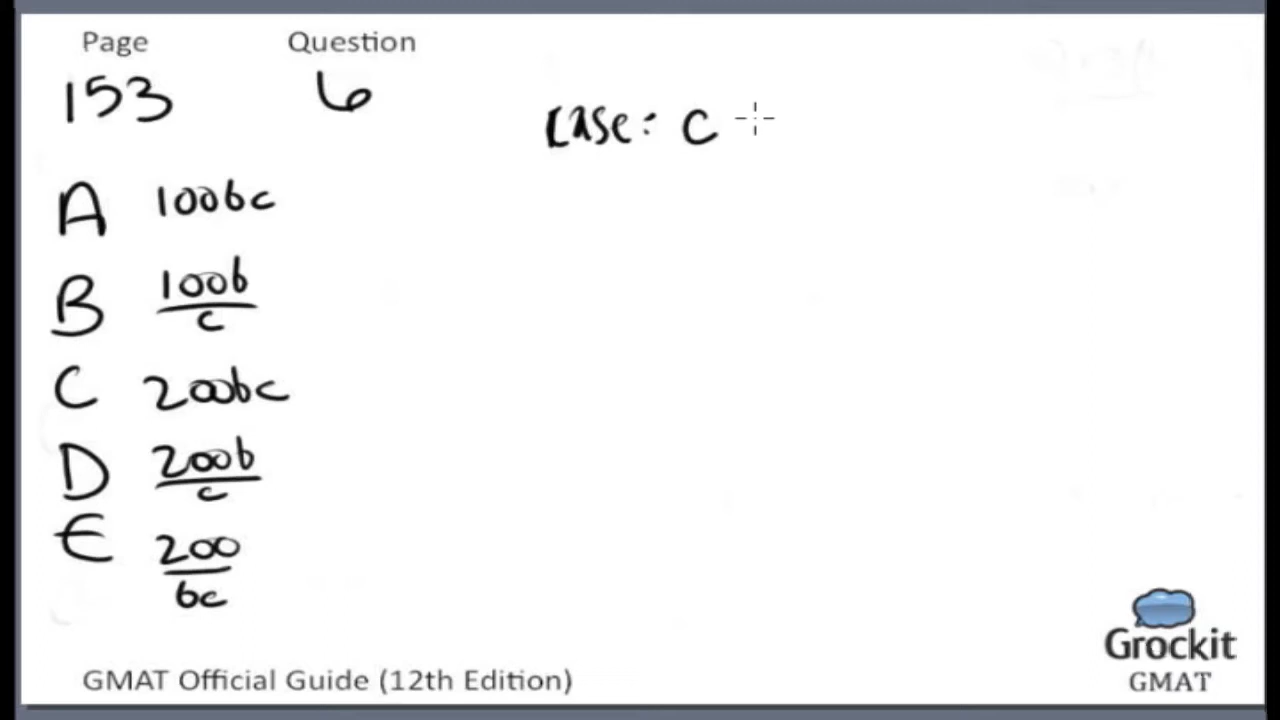 Page Question
153 6
case: c
A 100bc
B 100b/c
C 200bc
D 200b/c
E 200/bc
Grockit
GMAT
GMAT Official Guide (12th Edition)